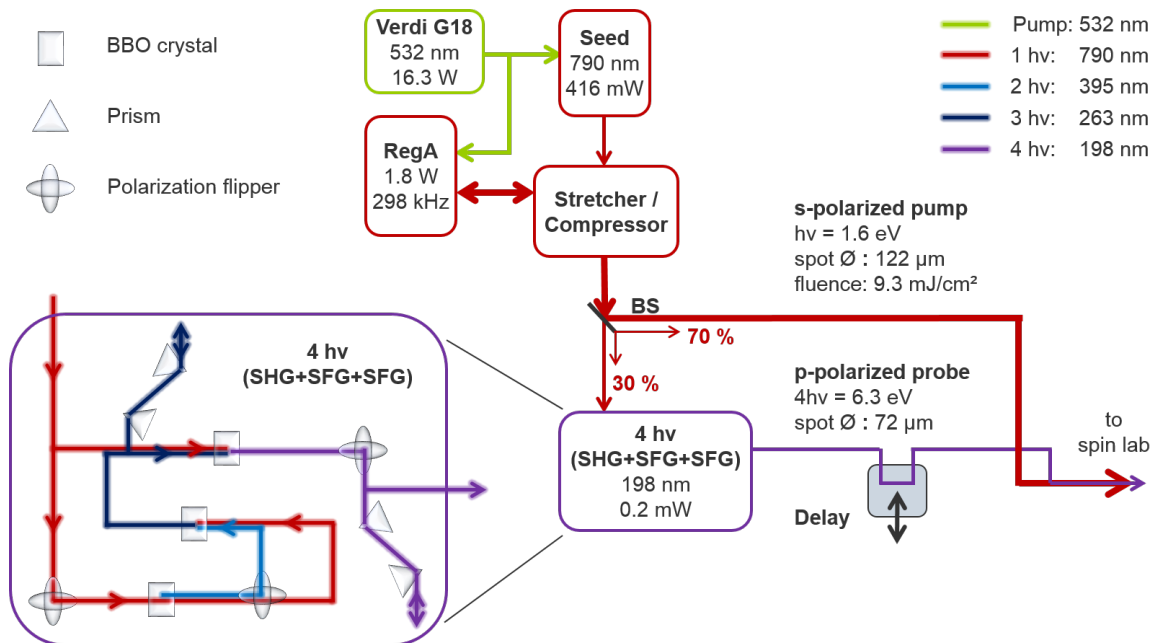 BBO crystal
Prism
Polarization flipper
Verdi G18
532 nm
16.3 W
Seed
790 nm
416 mW
RegA
1.8 W
298 kHz
Stretcher /
Compressor
Pump: 532 nm
1 hv: 790 nm
2 hv: 395 nm
3 hv: 263 nm
4 hv: 198 nm
s-polarized pump
hv = 1.6 eV
spot Ø : 122 µm
fluence: 9.3 mJ/cm²
BS
70 %
30 %
p-polarized probe
4hv = 6.3 eV
spot Ø : 72 µm
4 hv
(SHG+SFG+SFG)
4 hv
(SHG+SFG+SFG)
198 nm
0.2 mW
Delay
to
spin lab